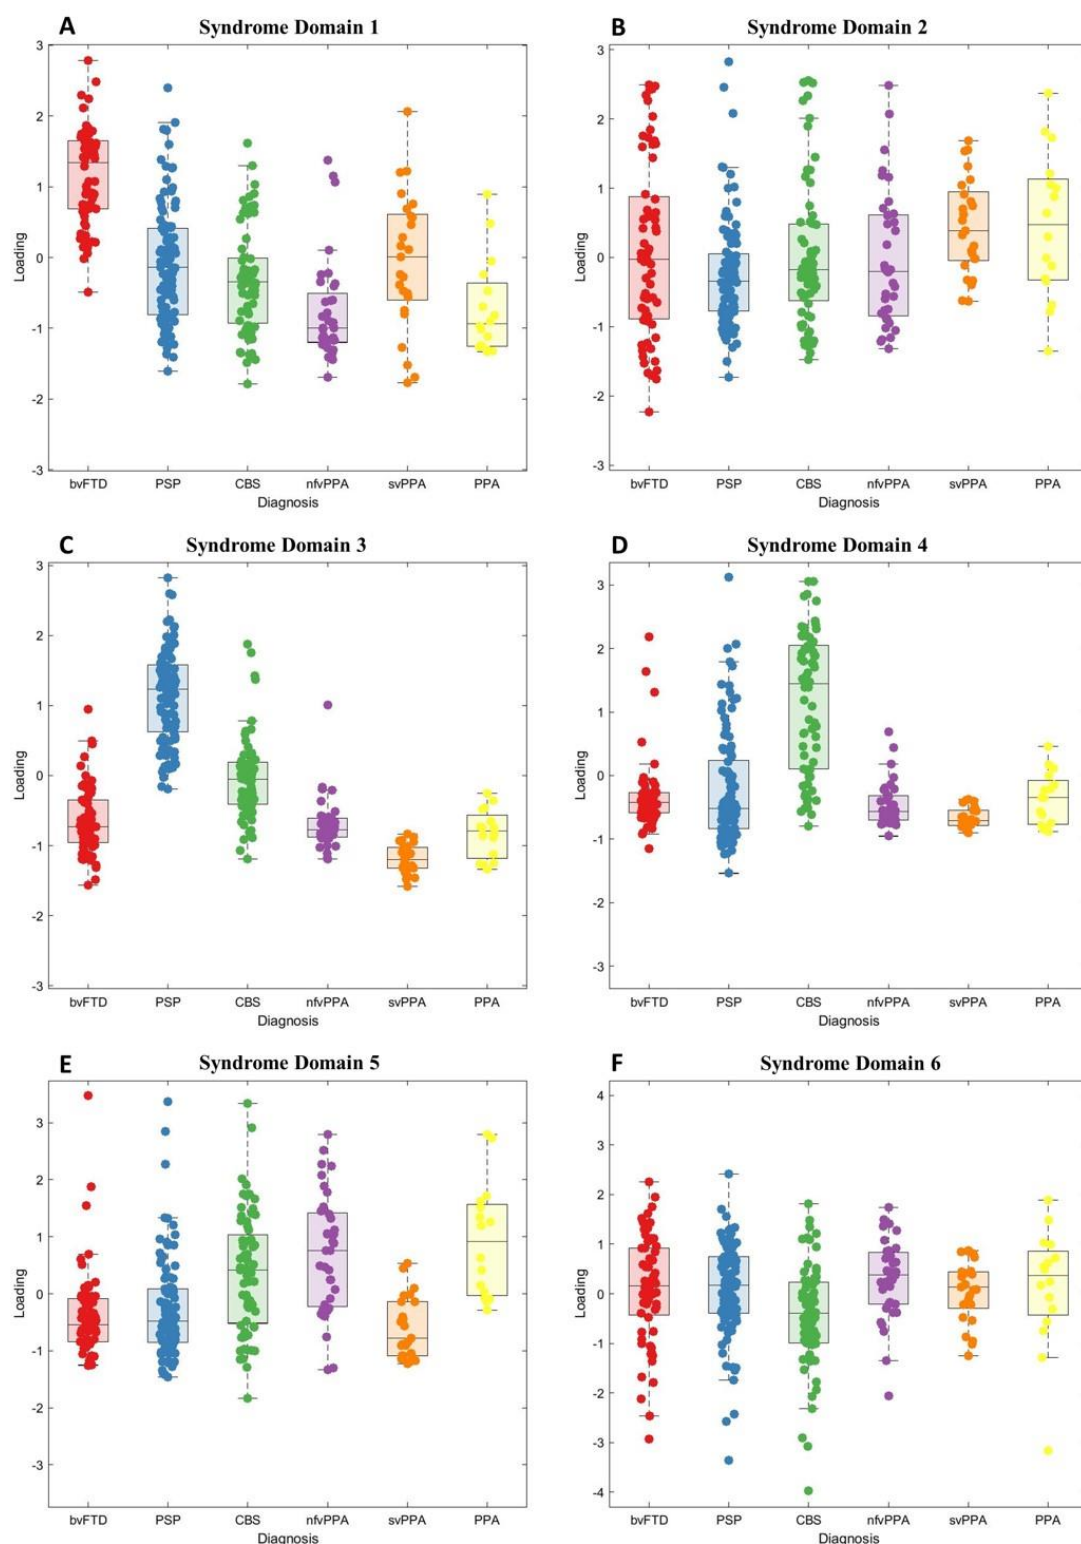 A Syndrome Domain 1
3
2
1
0
-1
-2
-3
Loading
bvFTD PSP CBS nfvPPA svPPA PPA
Diagnosis
B Syndrome Domain 2
3
2
1
0
-1
-2
-3
Loading
bvFTD PSP CBS nfvPPA svPPA PPA
Diagnosis
C Syndrome Domain 3
3
2
1
0
-1
-2
-3
Loading
bvFTD PSP CBS nfvPPA svPPA PPA
Diagnosis
D Syndrome Domain 4
3
2
1
0
-1
-2
-3
Loading
bvFTD PSP CBS nfvPPA svPPA PPA
Diagnosis
E Syndrome Domain 5
3
2
1
0
-1
-2
-3
Loading
bvFTD PSP CBS nfvPPA svPPA PPA
Diagnosis
F Syndrome Domain 6
4
3
2
1
0
-1
-2
-3
-4
Loading
bvFTD PSP CBS nfvPPA svPPA PPA
Diagnosis